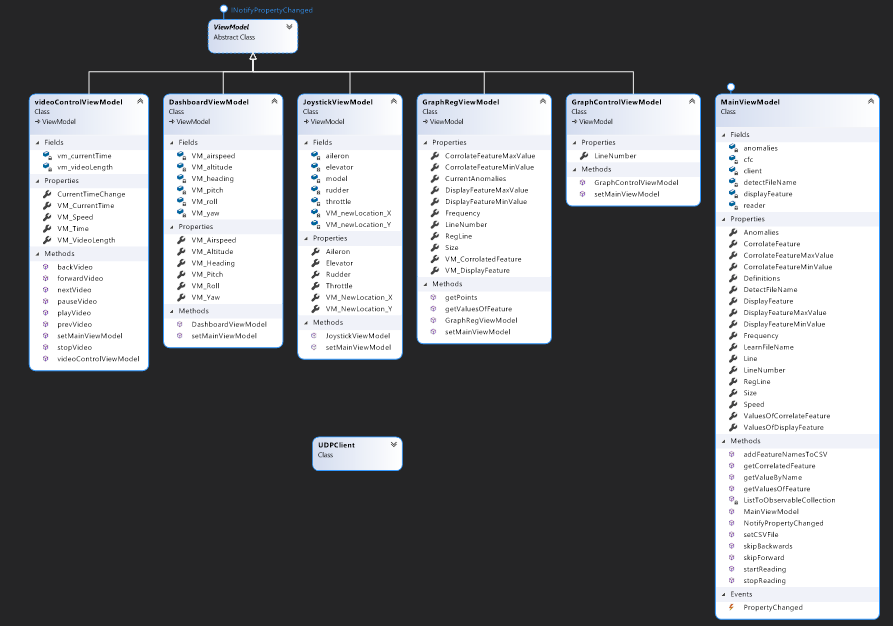 INotifyPropertyChanged
ViewModel
Abstract Class
videoControlViewModel
Class
ViewModel
Fields
vm_currentTime
vm_videoLength
Properties
CurrentTimeChange
VM_CurrentTime
VM_Speed
VM_Time
VM_VideoLength
Methods
backVideo
forwardVideo
nextVideo
pauseVideo
playVideo
prevVideo
setMainViewModel
stopVideo
videoControlViewModel
DashboardViewModel
Class
ViewModel
Fields
VM_airspeed
VM_altitude
VM_heading
VM_pitch
VM_roll
VM_yaw
Properties
VM_Airspeed
VM_Altitude
VM_Heading
VM_Pitch
VM_Roll
VM_Yaw
Methods
DashboardViewModel
setMainViewModel
JoystickViewModel
Class
ViewModel
Fields
aileron
elevator
model
rudder
throttle
VM_newLocation_X
VM_newLocation_Y
Properties
Aileron
Elevator
Rudder
Throttle
VM_NewLocation_X
VM_NewLocation_Y
Methods
JoystickViewModel
setMainViewModel
GraphRegViewModel
Class
ViewModel
Properties
CorrolateFeatureMaxValue
CorrolateFeatureMinValue
CurrentAnomalies
DisplayFeatureMaxValue
DisplayFeatureMinValue
Frequency
LineNumber
RegLine
Size
VM_CorrolatedFeature
VM_DisplayFeature
Methods
getPoints
getValuesOfFeature
GraphRegViewModel
setMainViewModel
GraphControlViewModel
Class
ViewModel
Properties
LineNumber
Methods
GraphControlViewModel
setMainViewModel
MainViewModel
Class
Fields
anomalies
cfc
client
detectFileName
displayFeature
reader
Properties
Anomalies
CorrolateFeature
CorrolateFeatureMaxValue
CorrolateFeatureMinValue
Definitions
DetectFileName
DisplayFeature
DisplayFeatureMaxValue
DisplayFeatureMinValue
Frequency
LearnFileName
Line
LineNumber
RegLine
Size
Speed
ValuesOfCorrelateFeature
ValuesOfDisplayFeature
Methods
addFeatureNamesToCSV
getCorrelatedFeature
getValueByName
getValuesOfFeature
ListToObservableCollection
MainViewModel
NotifyPropertyChanged
setCSVFile
skipBackwards
skipForward
startReading
stopReading
Events
PropertyChanged
UDPClient
Class